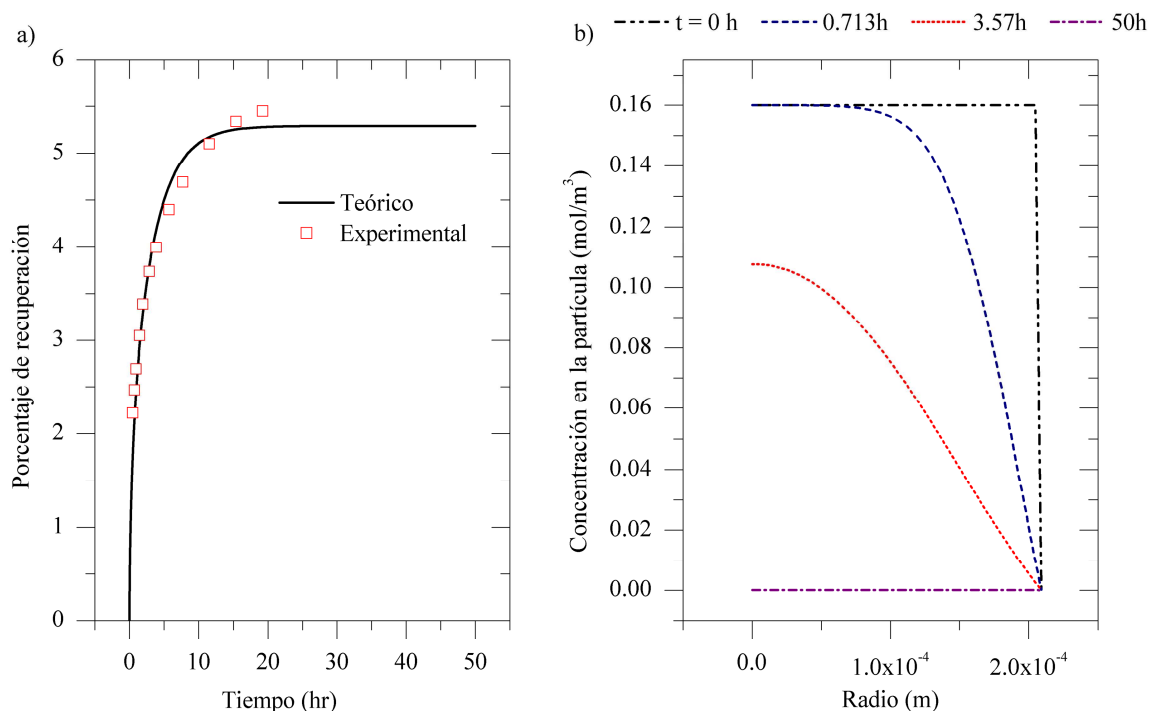 a)
6
5
4
3
2
1
0
0 10 20 30 40 50
Porcentaje de recuperación
Tiempo (hr)
Teórico
Experimental
b)
t = 0 h 0.713h 3.57h 50h
0.16
0.14
0.12
0.10
0.08
0.06
0.04
0.02
0.00
0.0 1.0x10⁻⁴ 2.0x10⁻⁴
Concentración en la partícula (mol/m³)
Radio (m)